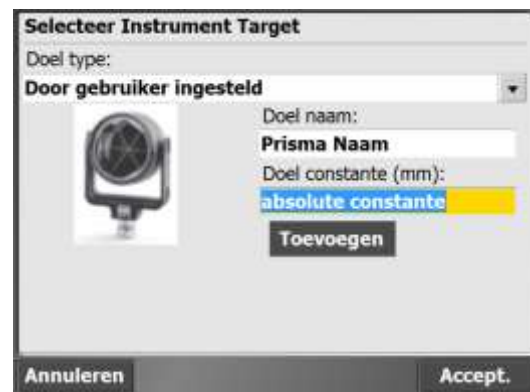 Selecteer Instrument Target
Doel type:
Door gebruiker ingesteld
Doel naam:
Prisma Naam
Doel constante (mm):
absolute constante
Toevoegen
Annuleren
Accept.